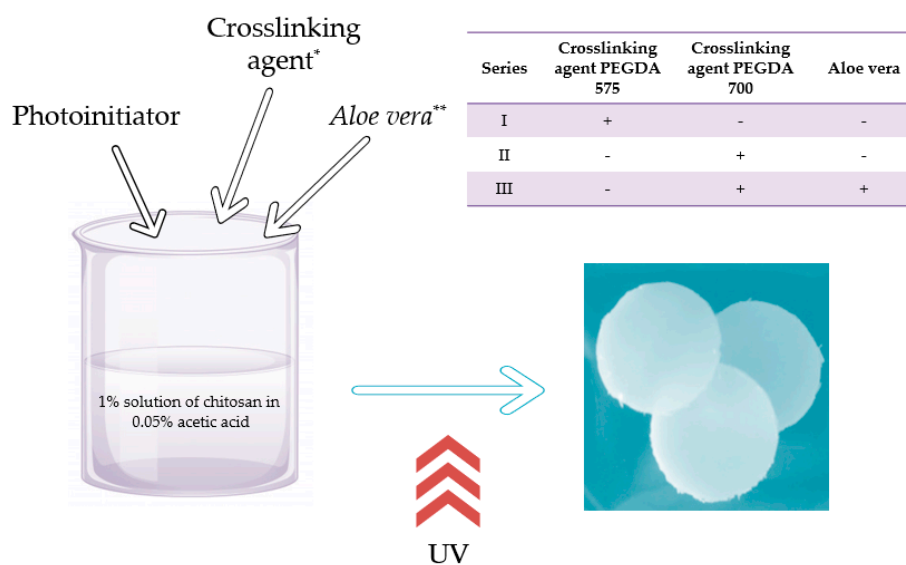 Crosslinking
agent*
Photoinitiator
Aloe vera**
1% solution of chitosan in
0.05% acetic acid
UV
Series Crosslinking agent PEGDA 575 Crosslinking agent PEGDA 700 Aloe vera
I + - -
II - + -
III - + +